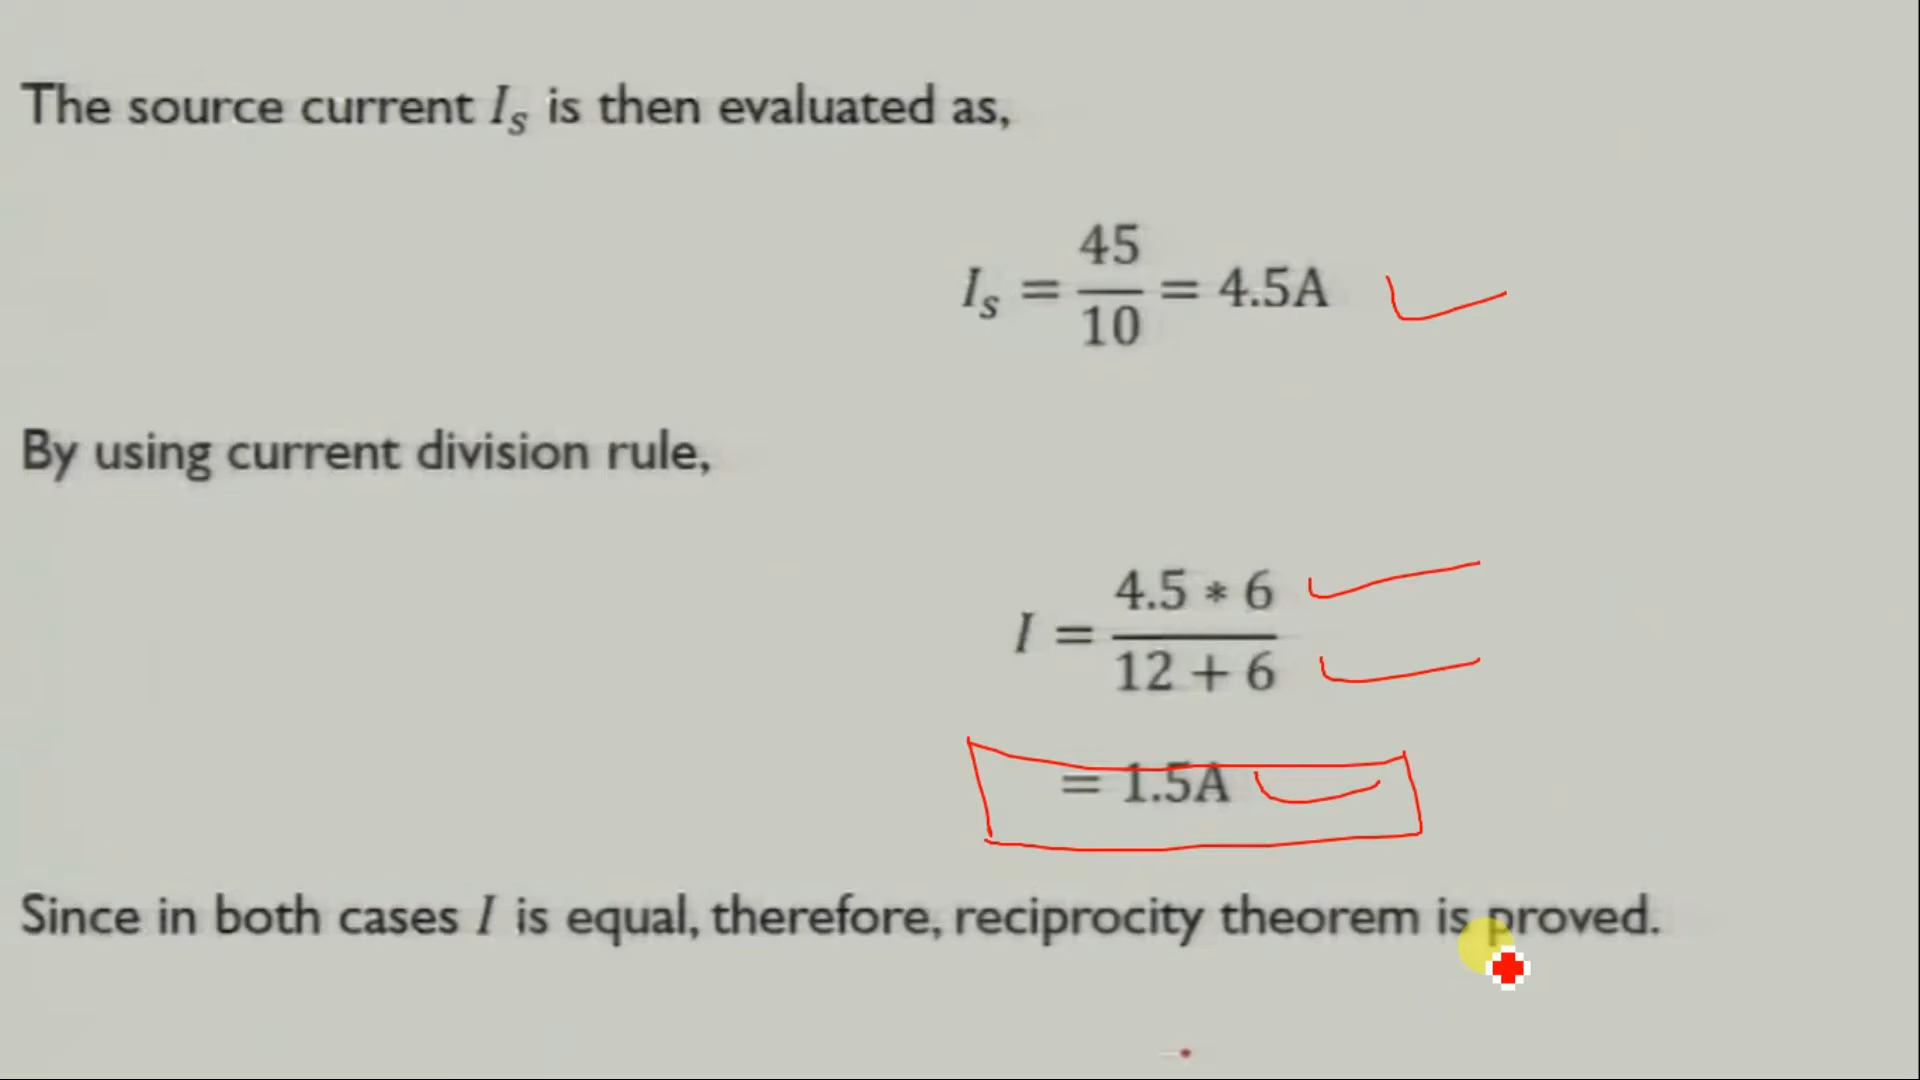 The source current I_s is then evaluated as,
I_s = 45/10 = 4.5A
By using current division rule,
I = 4.5 * 6 / 12 + 6
= 1.5A
Since in both cases I is equal, therefore, reciprocity theorem is proved.